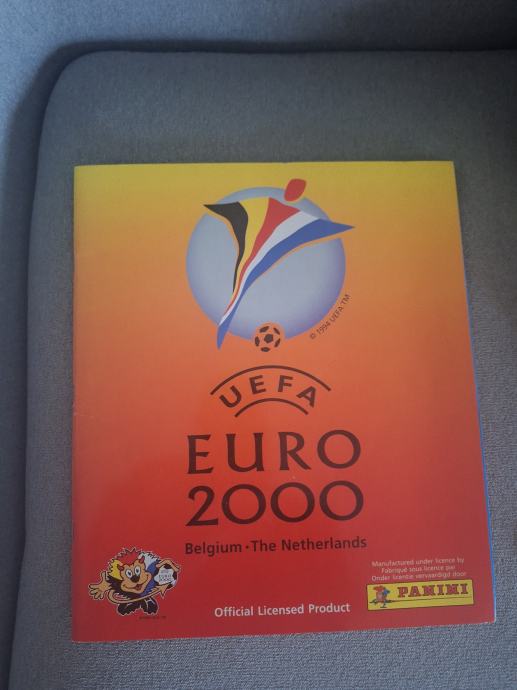 © 1994 UEFA TM
UEFA
EURO
2000
Belgium • The Netherlands
Manufactured under licence by
Fabriqué sous licence par
Onder licentie vervaardigd door
PANINI
Official Licensed Product